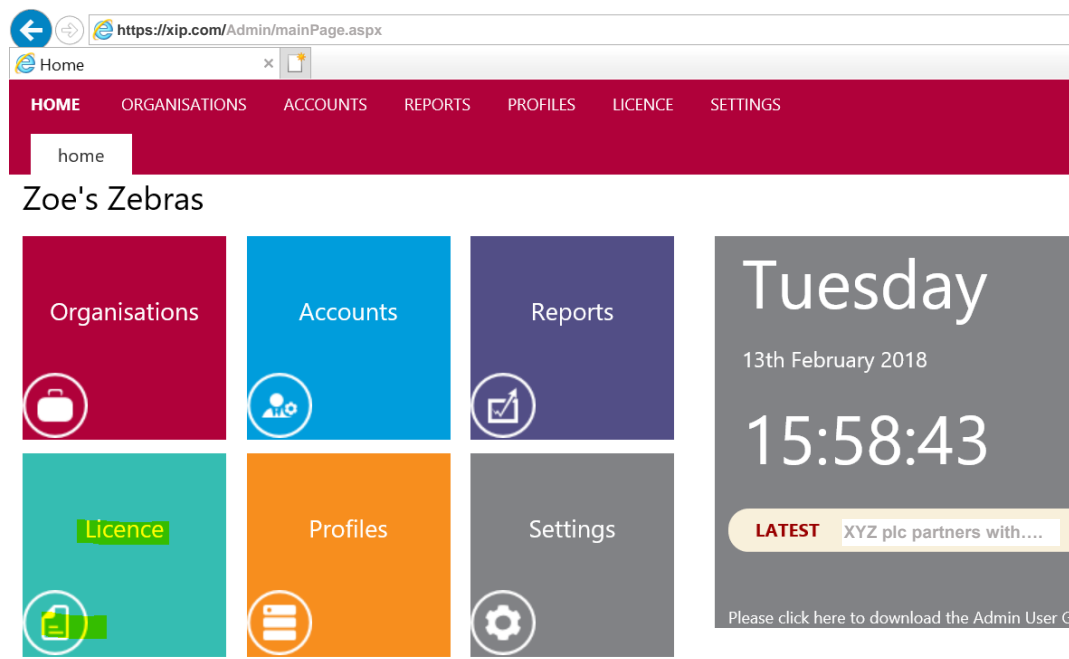 https://xip.com/Admin/mainPage.aspx
Home
HOME ORGANISATIONS ACCOUNTS REPORTS PROFILES LICENCE SETTINGS
home
Zoe's Zebras
Organisations Accounts Reports
Licence Profiles Settings
Tuesday
13th February 2018
15:58:43
LATEST XYZ plc partners with....
Please click here to download the Admin User